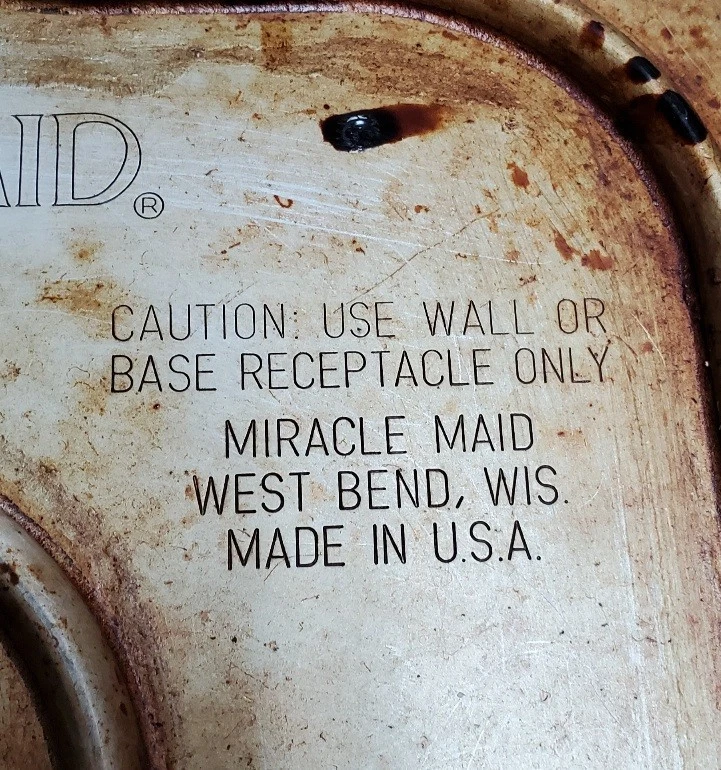 AID®
CAUTION: USE WALL OR
BASE RECEPTACLE ONLY
MIRACLE MAID
WEST BEND, WIS.
MADE IN U.S.A.